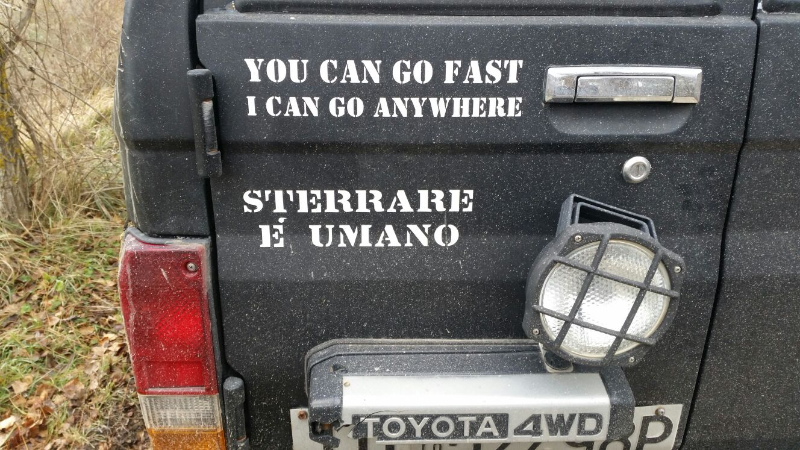 YOU CAN GO FAST
I CAN GO ANYWHERE
STERRARE
É UMANO
TOYOTA 4WD